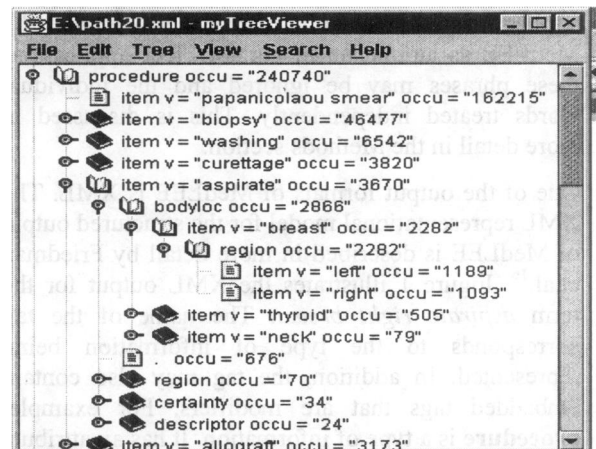 E:\path20.xml - myTreeViewer
File Edit Tree View Search Help
procedure occu = "240740"
item v = "papanicilaou smear" occu = "162215"
item v = "biopsy" occu = "46477"
item v = "washing" occu = "8542"
item v = "curettage" occu = "3820"
item v = "aspirate" occu = "3670"
bodyloc occu = "2866"
item v = "breast" occu = "2282"
region occu = "2282"
item v = "left" occu = "1189"
item v = "right" occu = "1093"
item v = "thyroid" occu = "505"
item v = "neck" occu = "79"
occu = "676"
region occu = "70"
certainty occu = "34"
descriptor occu = "24"
item v = "allograft" occu = "3173"